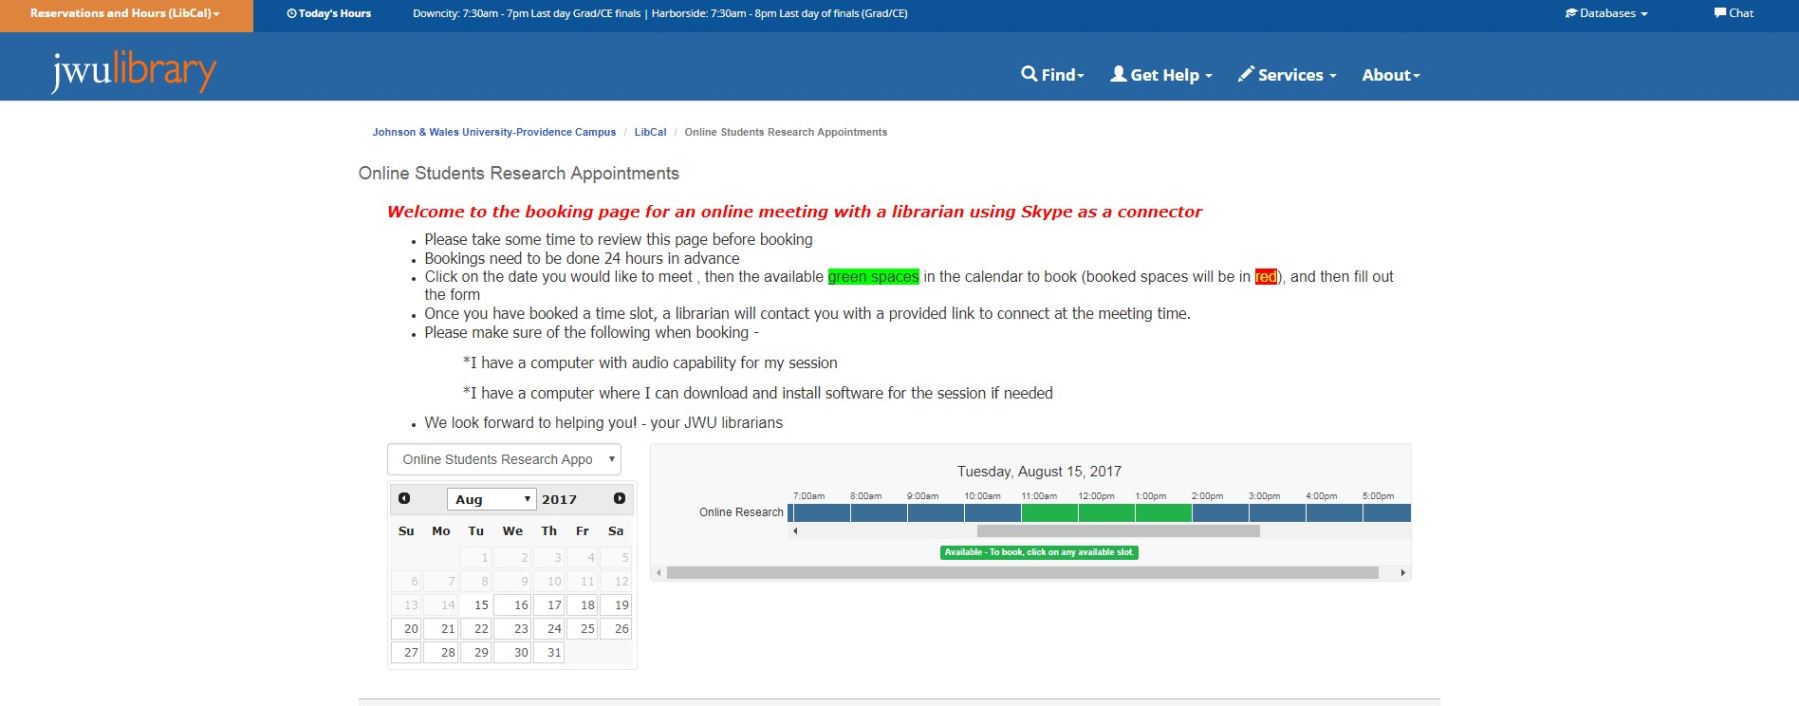 Reservations and Hours (LibCal)
Today's Hours
Downcity: 7:30am - 7pm Last day Grad/CE finals | Harborside: 7:30am - 8pm Last day of finals (Grad/CE)
Databases
Chat
jwulibrary
Find
Get Help
Services
About
Johnson & Wales University-Providence Campus / LibCal / Online Students Research Appointments
Online Students Research Appointments
Welcome to the booking page for an online meeting with a librarian using Skype as a connector
• Please take some time to review this page before booking
• Bookings need to be done 24 hours in advance
• Click on the date you would like to meet , then the available green spaces in the calendar to book (booked spaces will be in red), and then fill out
the form
• Once you have booked a time slot, a librarian will contact you with a provided link to connect at the meeting time.
• Please make sure of the following when booking -
*I have a computer with audio capability for my session
*I have a computer where I can download and install software for the session if needed
• We look forward to helping you! - your JWU librarians
Online Students Research Appo
Aug 2017
Su Mo Tu We Th Fr Sa
1 2 3 4 5
6 7 8 9 10 11 12
13 14 15 16 17 18 19
20 21 22 23 24 25 26
27 28 29 30 31
Tuesday, August 15, 2017
7:00am 8:00am 9:00am 10:00am 11:00am 12:00pm 1:00pm 2:00pm 3:00pm 4:00pm 5:00pm
Online Research
Available - To book, click on any available slot.